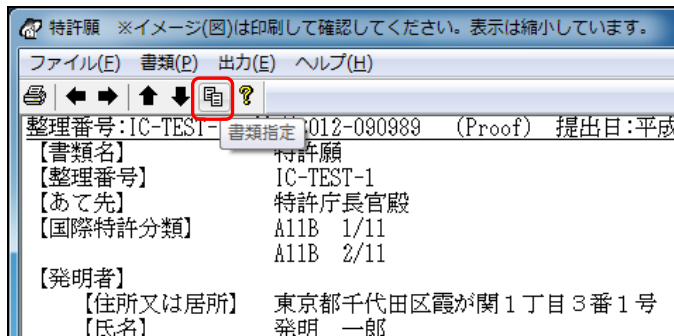 特許願 ※イメージ(図)は印刷して確認してください。表示は縮小しています。
ファイル(F) 書類(P) 出力(E) ヘルプ(H)
整理番号:IC-TEST- 012-090989 (Proof) 提出日:平成
書類指定
【書類名】 特許願
【整理番号】 IC-TEST-1
【あて先】 特許庁長官殿
【国際特許分類】 A11B 1/11
A11B 2/11
【発明者】
【住所又は居所】 東京都千代田区霞が関1丁目3番1号
【氏名】 発明 一郎